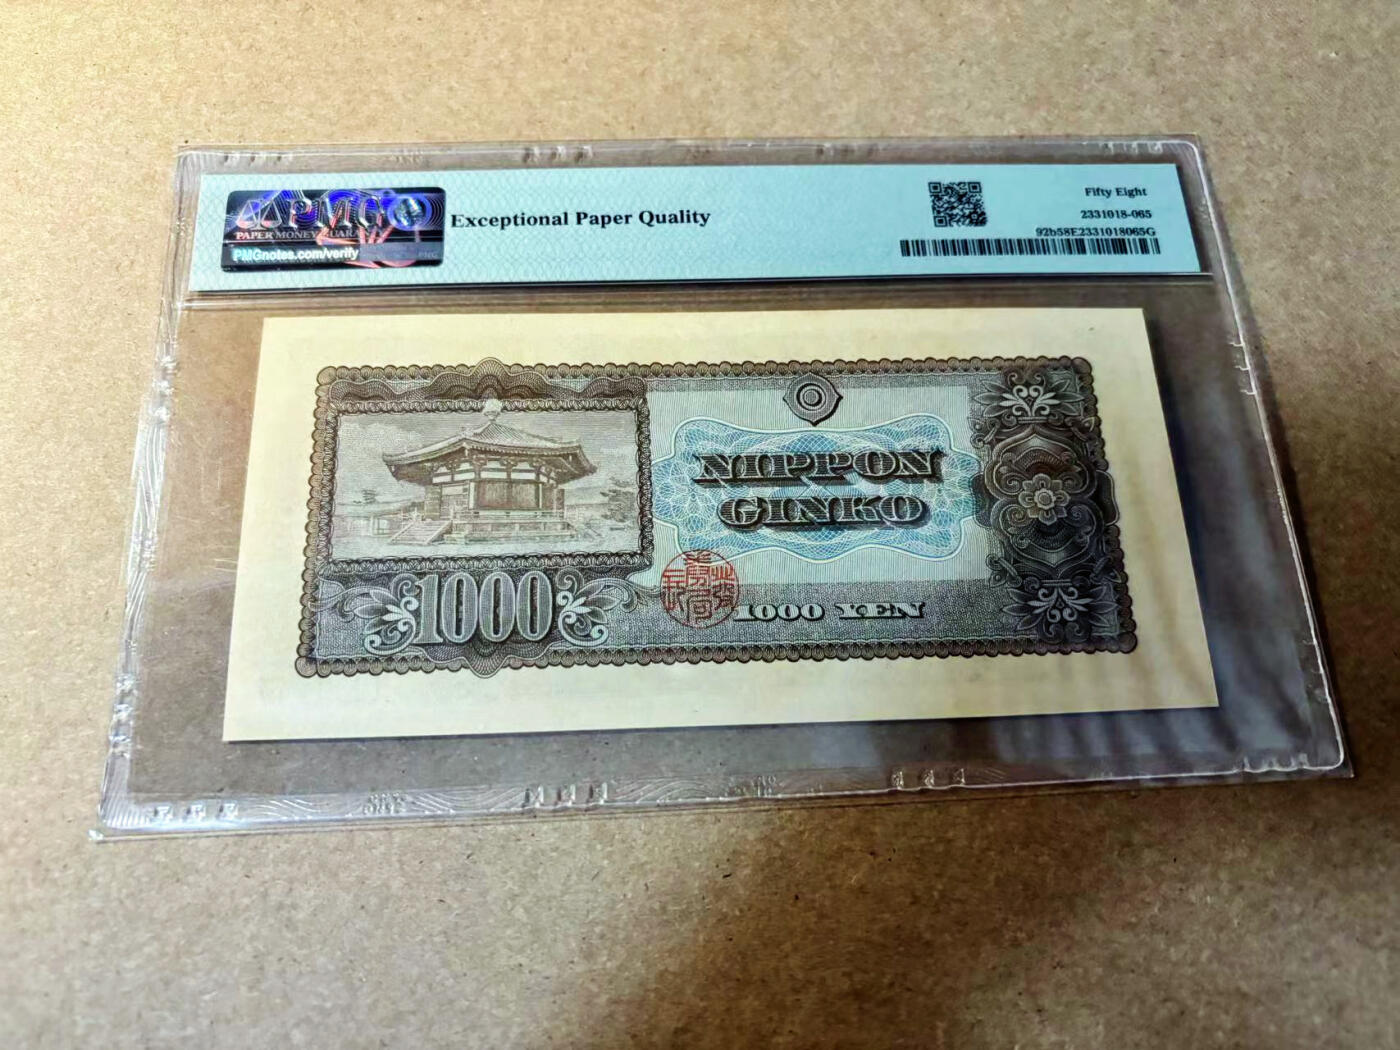 PMG
PAPER MONEY GUARANTY
PMGnotes.com/verify
Exceptional Paper Quality
Fifty Eight
2331018-065
92b58E2331018065G
NIPPON
GINKO
1000
1000 YEN